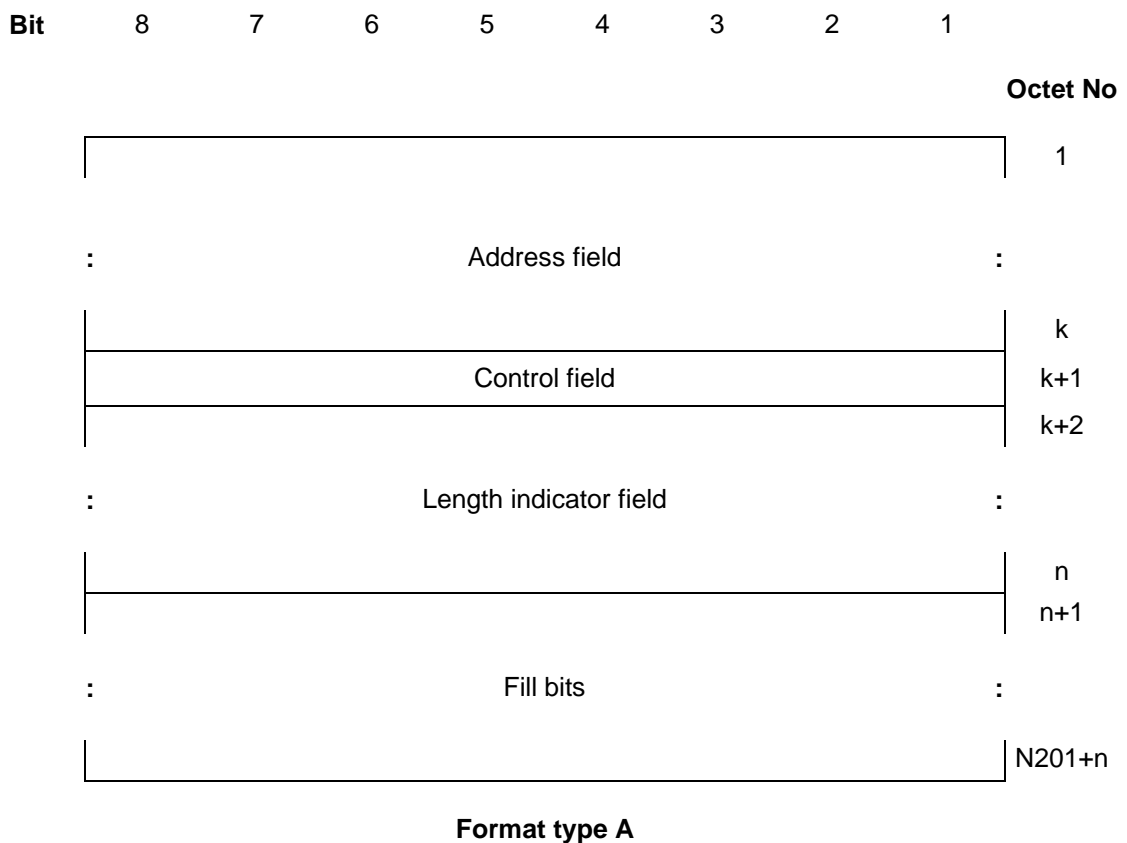 Bit 8 7 6 5 4 3 2 1
Octet No
1
: Address field :
k
Control field k+1
k+2
: Length indicator field :
n
n+1
: Fill bits :
N201+n
Format type A